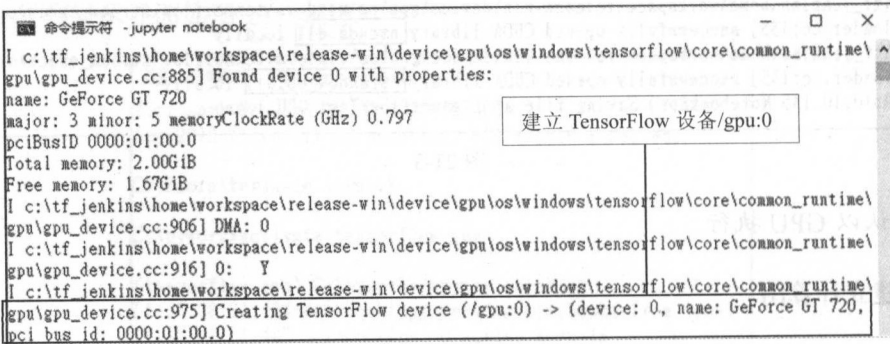 命令提示符 - jupyter notebook
I c:\tf_jenkins\home\workspace\release-win\device\gpu\os\windows\tensorflow\core\common_runtime\
gpu\gpu_device.cc:885] Found device 0 with properties:
name: GeForce GT 720
major: 3 minor: 5 memoryClockRate (GHz) 0.797
pciBusID 0000:01:00.0
Total memory: 2.00GiB
Free memory: 1.67GiB
建立 TensorFlow 设备/gpu:0
I c:\tf_jenkins\home\workspace\release-win\device\gpu\os\windows\tensorflow\core\common_runtime\
gpu\gpu_device.cc:906] DMA: 0
I c:\tf_jenkins\home\workspace\release-win\device\gpu\os\windows\tensorflow\core\common_runtime\
gpu\gpu_device.cc:916] 0:   Y
I c:\tf_jenkins\home\workspace\release-win\device\gpu\os\windows\tensorflow\core\common_runtime\
gpu\gpu_device.cc:975] Creating TensorFlow device (/gpu:0) -> (device: 0, name: GeForce GT 720,
pci bus id: 0000:01:00.0)